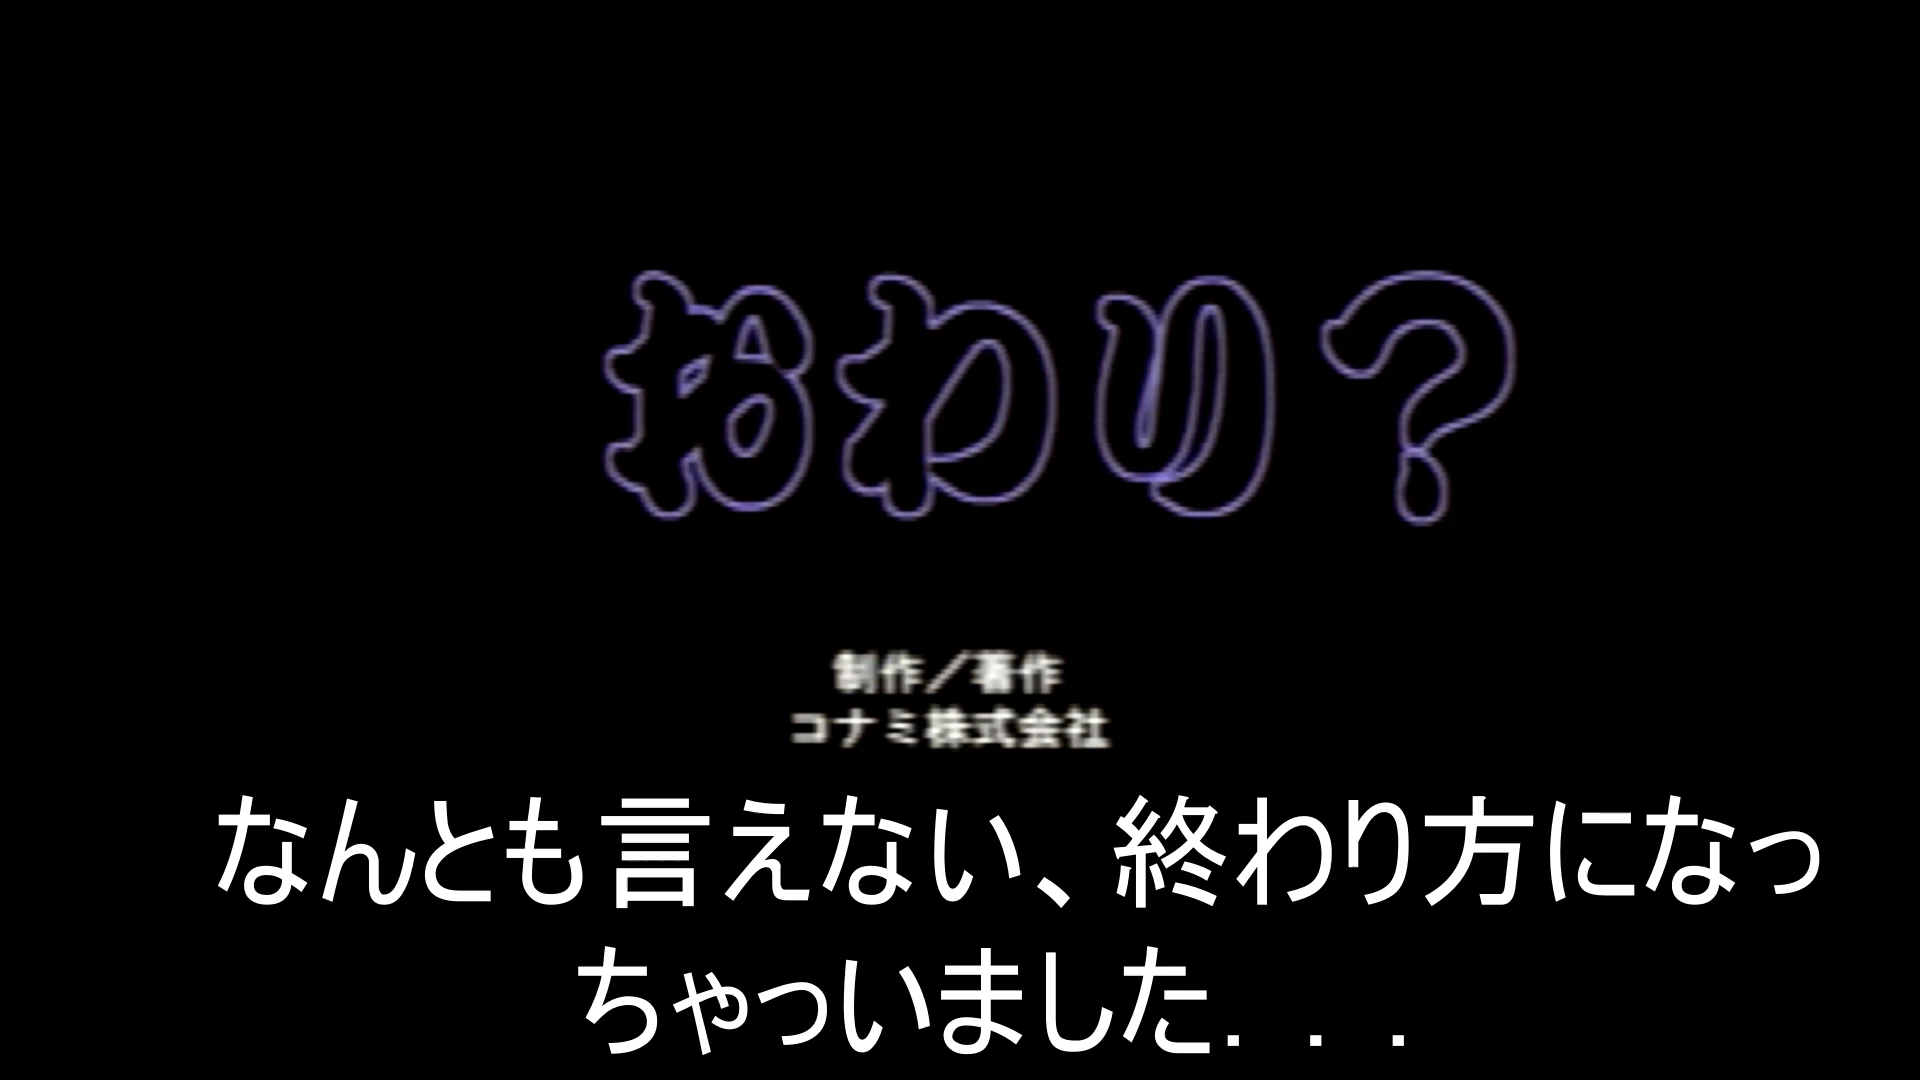 おわり?
制作／著作
コナミ株式会社
なんとも言えない、終わり方になっ
ちゃっいました．．．